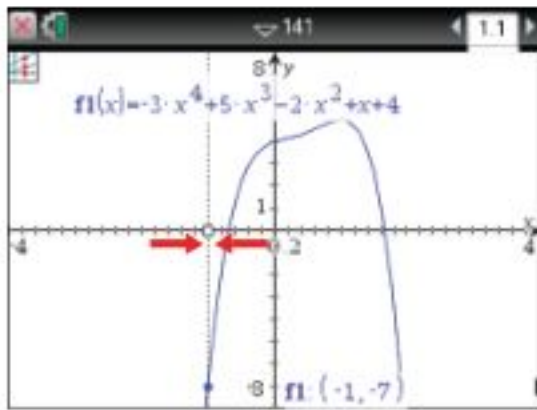 141
1.1
8 y
f1(x)=-3·x^4+5·x^3-2·x^2+x+4
1
x
-4
0.2
4
-8
f1: (-1, -7)